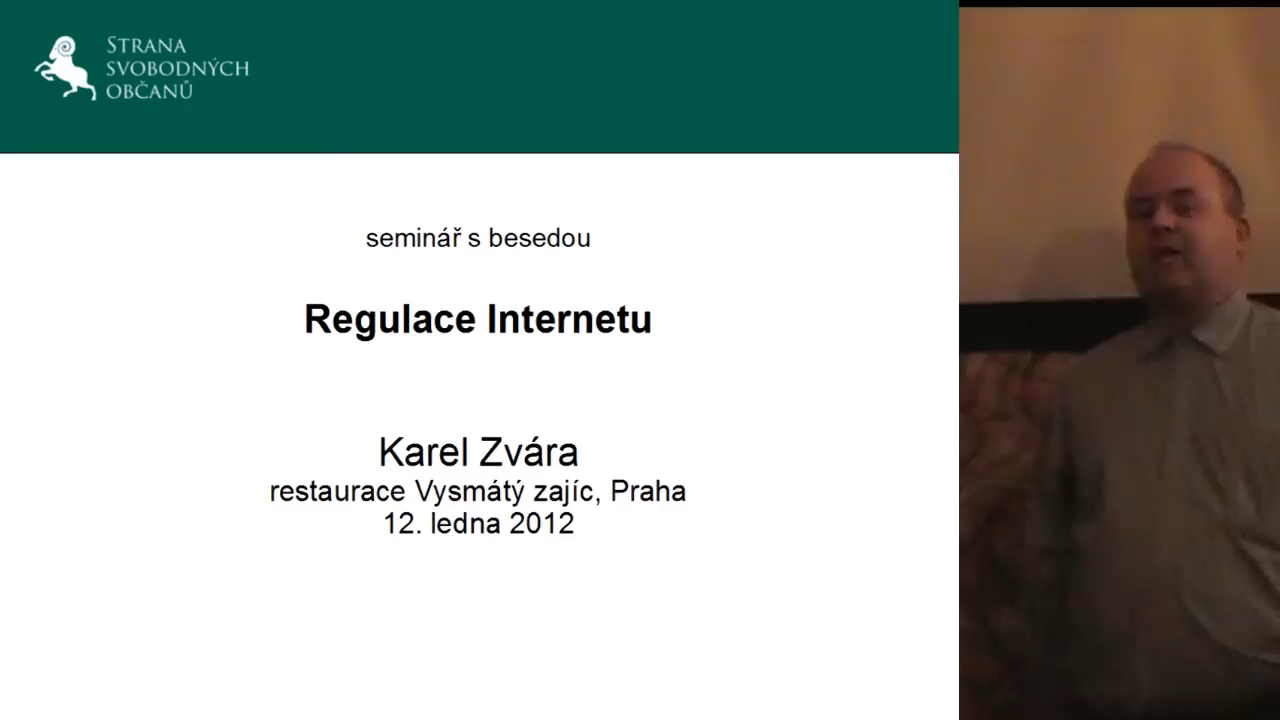 STRANA
SVOBODNÝCH
OBČANŮ
seminář s besedou
Regulace Internetu
Karel Zvára
restaurace Vysmátý zajíc, Praha
12. ledna 2012